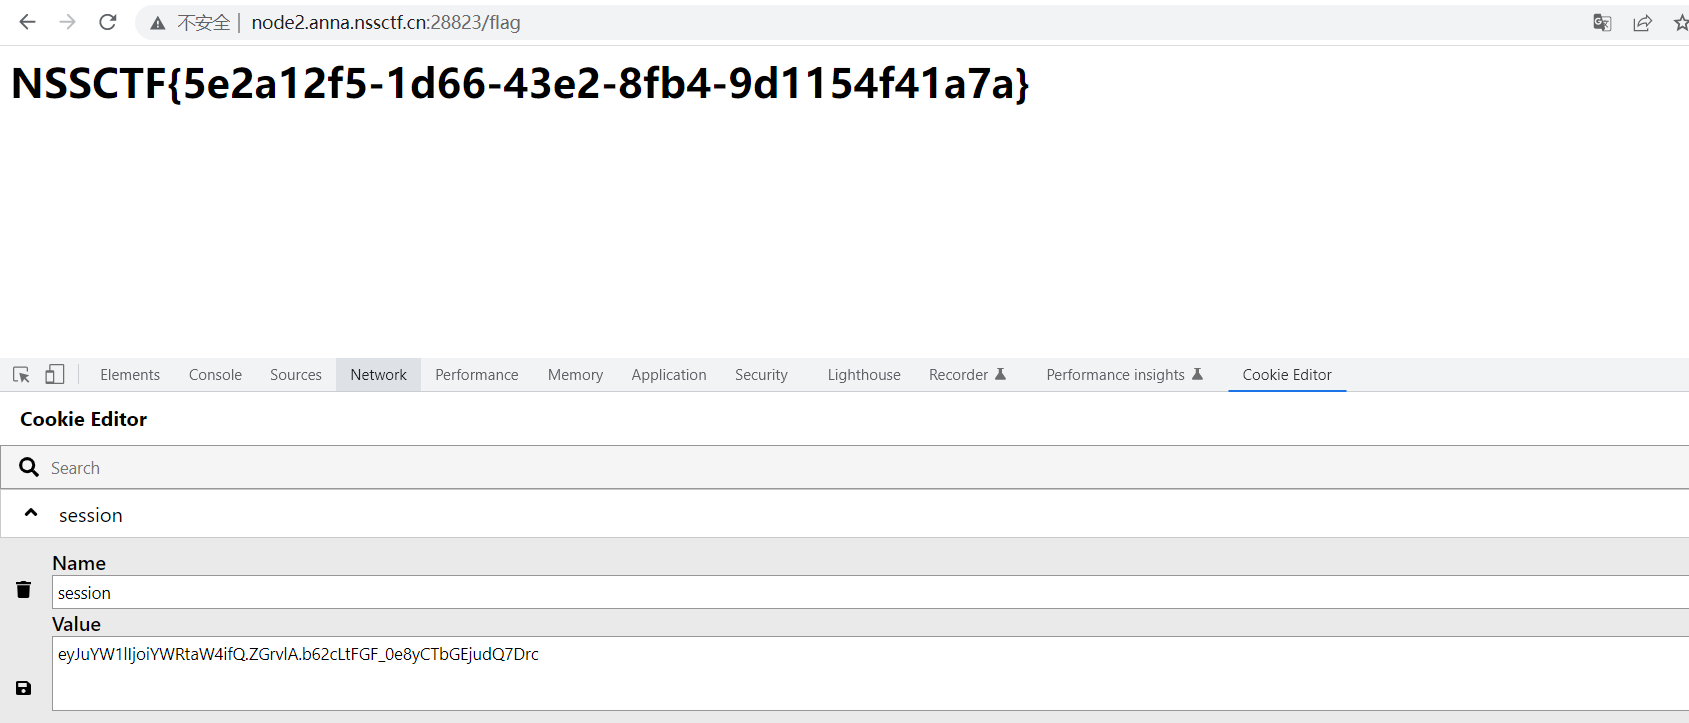 不安全 | node2.anna.nssctf.cn:28823/flag
NSSCTF{5e2a12f5-1d66-43e2-8fb4-9d1154f41a7a}
Elements Console Sources Network Performance Memory Application Security Lighthouse Recorder Performance insights Cookie Editor
Cookie Editor
Search
session
Name
session
Value
eyJuYW1lIjoiYWRtaW4ifQ.ZGrvlA.b62cLtFGF_0e8yCTbGEjudQ7Drc